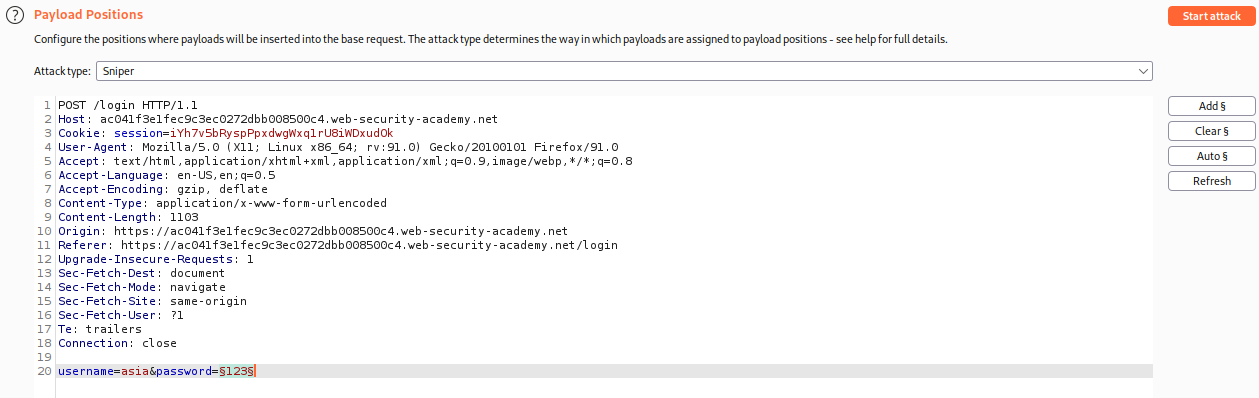 ? Payload Positions
Start attack
Configure the positions where payloads will be inserted into the base request. The attack type determines the way in which payloads are assigned to payload positions - see help for full details.
Attack type: Sniper
1 POST /login HTTP/1.1
2 Host: ac041f3e1fec9c3ec0272dbb008500c4.web-security-academy.net
3 Cookie: session=iYh7v5bRyspPpxdwgWxq1rU8iWDxudOk
4 User-Agent: Mozilla/5.0 (X11; Linux x86_64; rv:91.0) Gecko/20100101 Firefox/91.0
5 Accept: text/html,application/xhtml+xml,application/xml;q=0.9,image/webp,*/*;q=0.8
6 Accept-Language: en-US,en;q=0.5
7 Accept-Encoding: gzip, deflate
8 Content-Type: application/x-www-form-urlencoded
9 Content-Length: 1103
10 Origin: https://ac041f3e1fec9c3ec0272dbb008500c4.web-security-academy.net
11 Referer: https://ac041f3e1fec9c3ec0272dbb008500c4.web-security-academy.net/login
12 Upgrade-Insecure-Requests: 1
13 Sec-Fetch-Dest: document
14 Sec-Fetch-Mode: navigate
15 Sec-Fetch-Site: same-origin
16 Sec-Fetch-User: ?1
17 Te: trailers
18 Connection: close
19
20 username=asia&password=§123§
Add §
Clear §
Auto §
Refresh